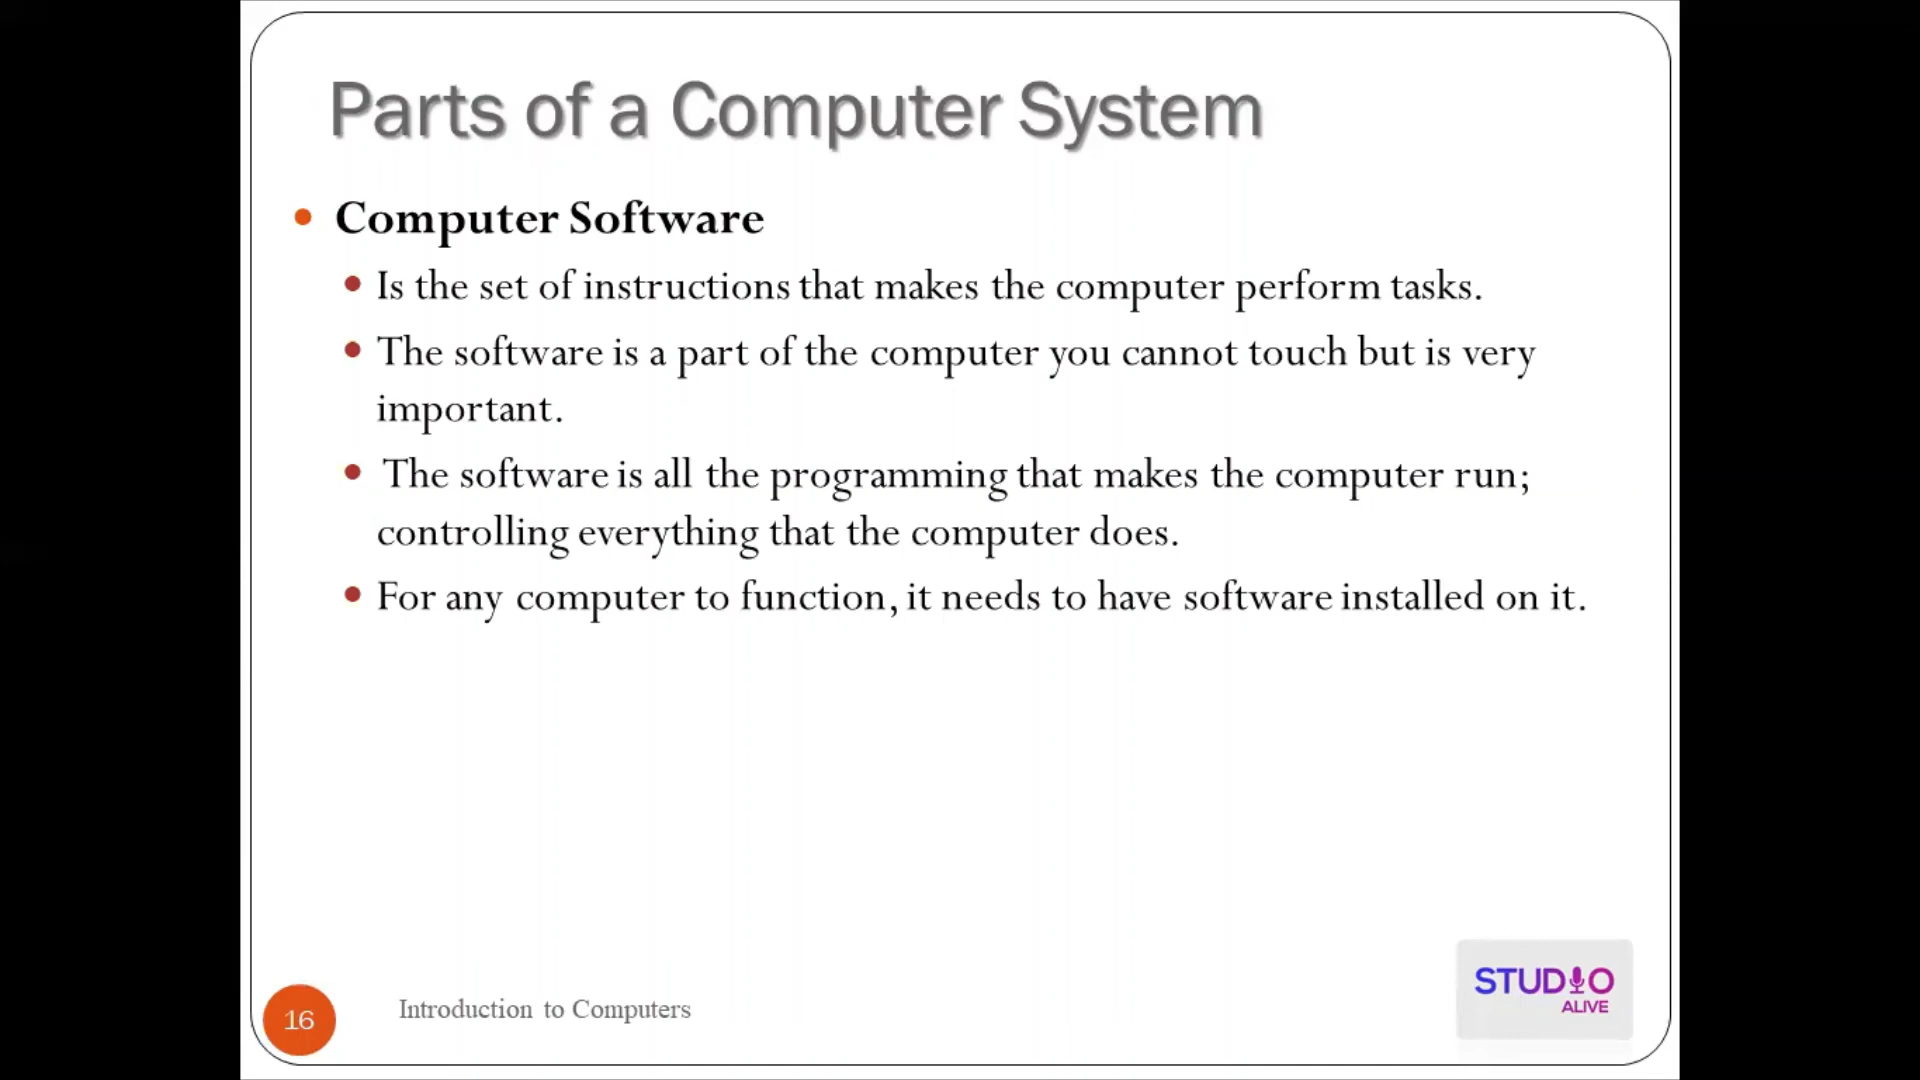 Parts of a Computer System
Computer Software
Is the set of instructions that makes the computer perform tasks.
The software is a part of the computer you cannot touch but is very
important.
The software is all the programming that makes the computer run;
controlling everything that the computer does.
For any computer to function, it needs to have software installed on it.
16
Introduction to Computers
STUDIO
ALIVE